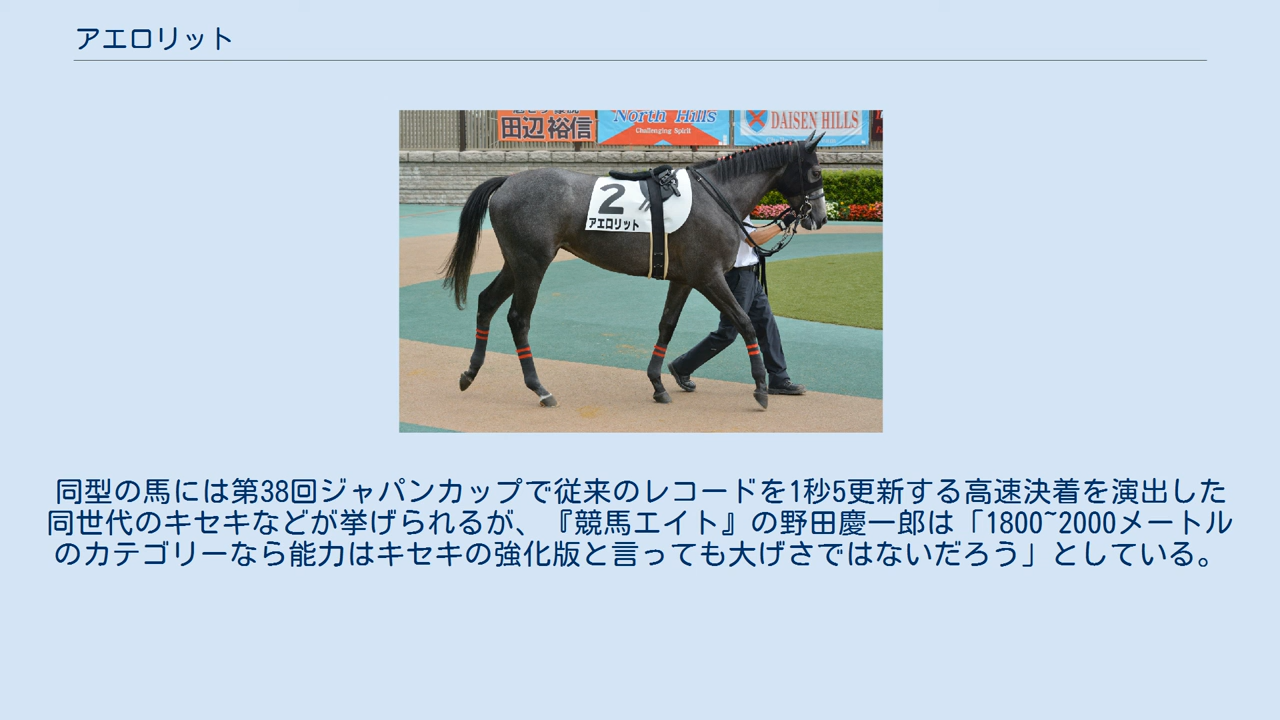 アエロリット
田辺 裕信
North Hills
Challenging Spirit
DAISEN HILLS
2
アエロリット
同型の馬には第38回ジャパンカップで従来のレコードを1秒5更新する高速決着を演出した
同世代のキセキなどが挙げられるが、『競馬エイト』の野田慶一郎は「1800~2000メートル
のカテゴリーなら能力はキセキの強化版と言っても大げさではないだろう」としている。